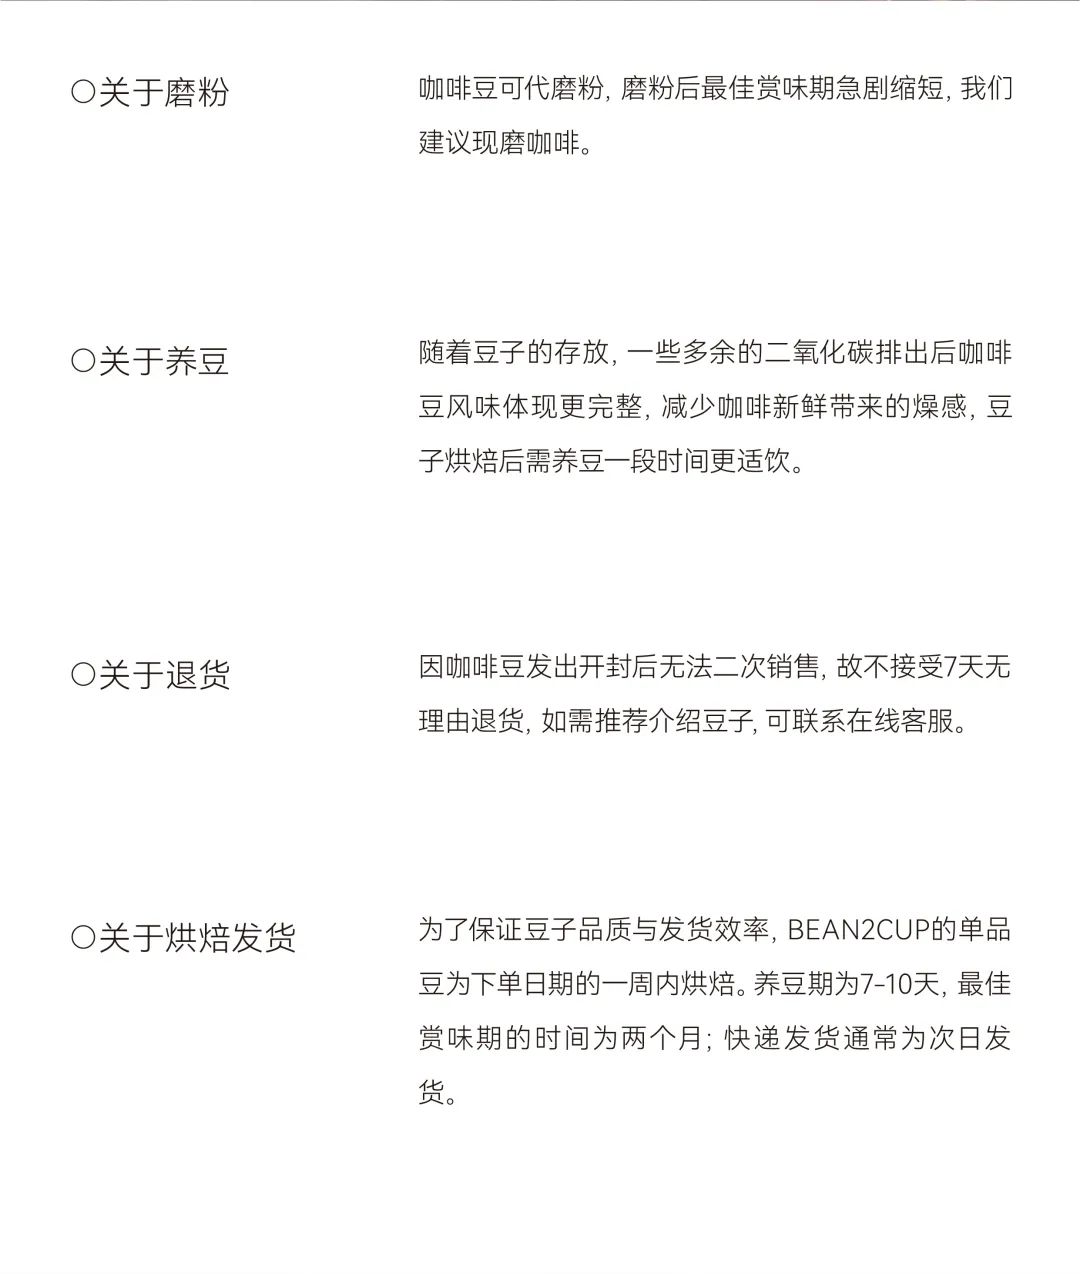 ○关于磨粉
咖啡豆可代磨粉, 磨粉后最佳赏味期急剧缩短, 我们
建议现磨咖啡。
○关于养豆
随着豆子的存放, 一些多余的二氧化碳排出后咖啡
豆风味体现更完整, 减少咖啡新鲜带来的燥感, 豆
子烘焙后需养豆一段时间更适饮。
○关于退货
因咖啡豆发出开封后无法二次销售, 故不接受7天无
理由退货, 如需推荐介绍豆子, 可联系在线客服。
○关于烘焙发货
为了保证豆子品质与发货效率, BEAN2CUP的单品
豆为下单日期的一周内烘焙。养豆期为7-10天, 最佳
赏味期的时间为两个月; 快递发货通常为次日发
货。